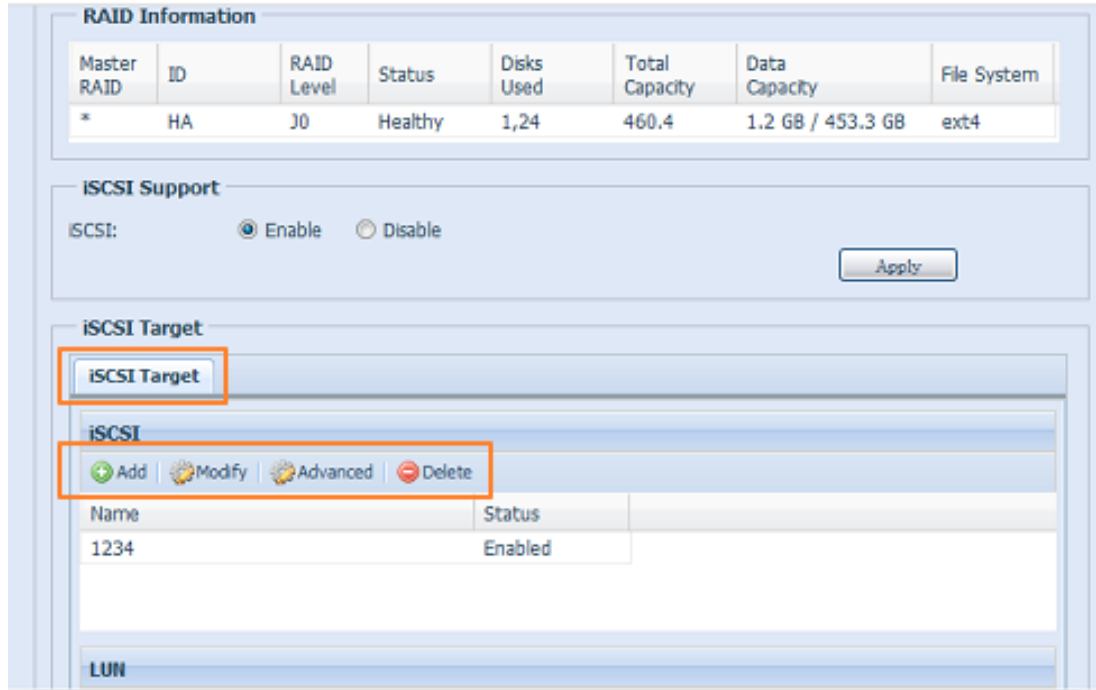 RAID Information
Master RAID ID RAID Level Status Disks Used Total Capacity Data Capacity File System
* HA J0 Healthy 1,24 460.4 1.2 GB / 453.3 GB ext4
iSCSI Support
iSCSI: Enable Disable
Apply
iSCSI Target
iSCSI Target
iSCSI
Add Modify Advanced Delete
Name Status
1234 Enabled
LUN